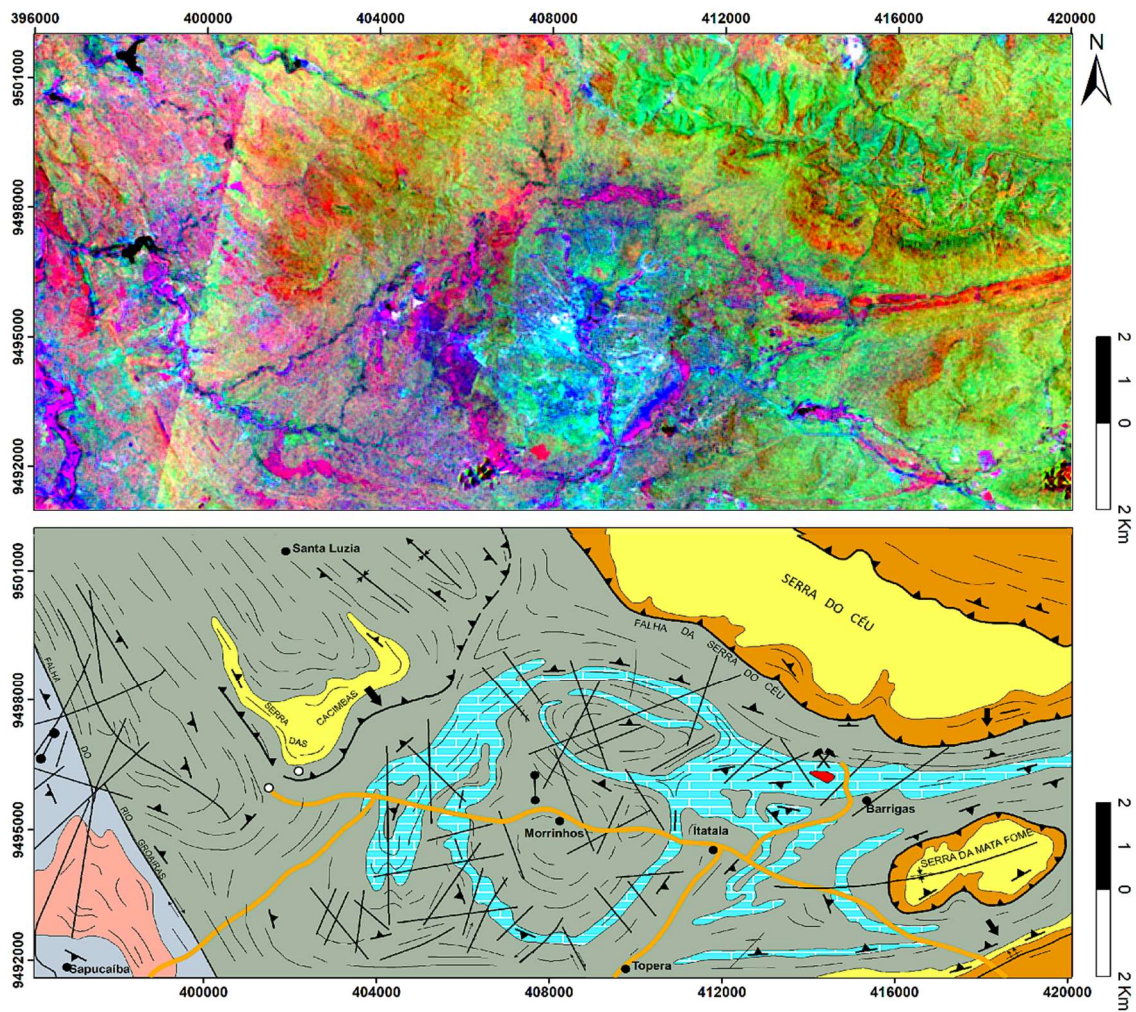 396000 400000 404000 408000 412000 416000 420000
N
9501000
9498000
9495000
9492000
2 1 0 2 Km
Santa Luzia
SERRA DO CÉU
FALHA DA SERRA DO CÉU
SERRA DAS CACIMBAS
FALHA DO RIO GROAÍRAS
Barrigas
Morrinhos
Itatala
SERRA DA MATA FOME
Sapucaiba
Topera
9501000
9498000
9495000
9492000
2 1 0 2 Km
400000 404000 408000 412000 416000 420000